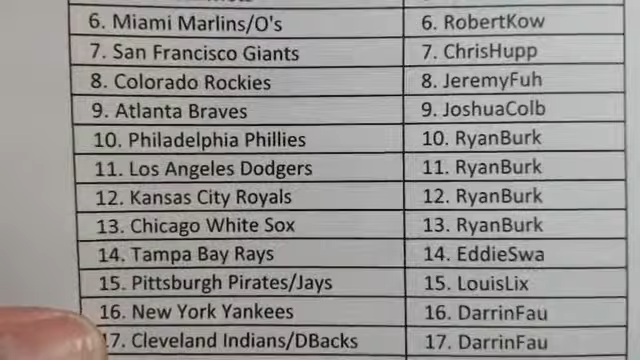 6. Miami Marlins/O's 6. RobertKow
7. San Francisco Giants 7. ChrisHupp
8. Colorado Rockies 8. JeremyFuh
9. Atlanta Braves 9. JoshuaColb
10. Philadelphia Phillies 10. RyanBurk
11. Los Angeles Dodgers 11. RyanBurk
12. Kansas City Royals 12. RyanBurk
13. Chicago White Sox 13. RyanBurk
14. Tampa Bay Rays 14. EddieSwa
15. Pittsburgh Pirates/Jays 15. LouisLix
16. New York Yankees 16. DarrinFau
17. Cleveland Indians/DBacks 17. DarrinFau